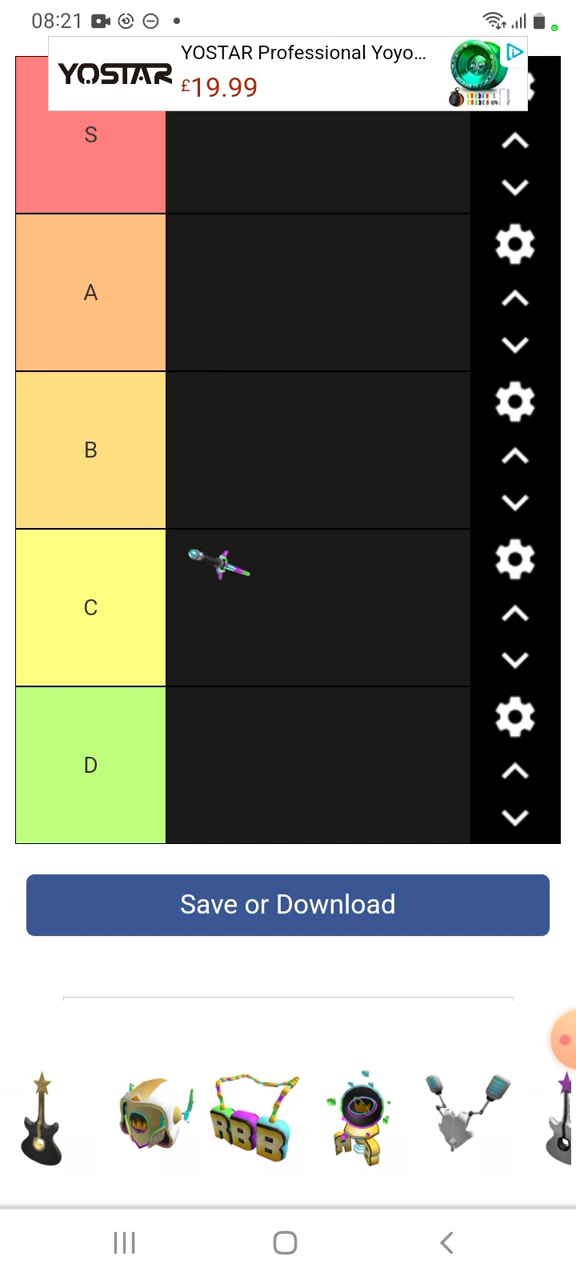 08:21
YOSTAR
YOSTAR Professional Yoyo...
£19.99
S
A
B
C
D
Save or Download
RBB